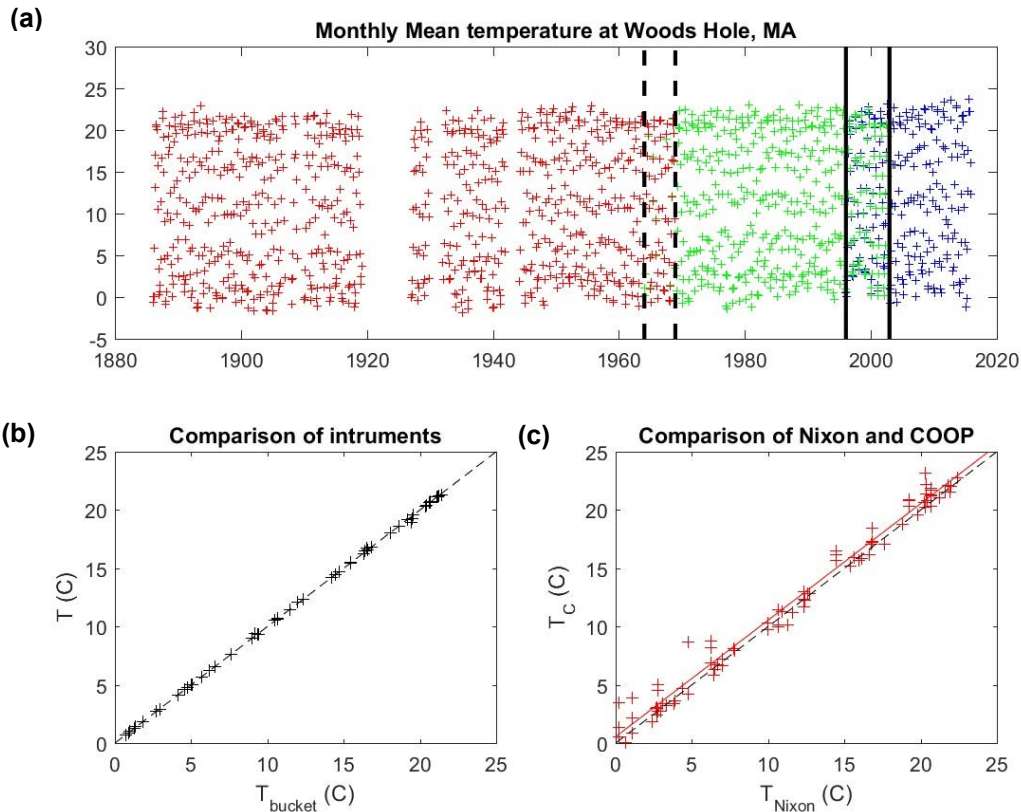 (a)
Monthly Mean temperature at Woods Hole, MA
30
25
20
15
10
5
0
-5
1880 1900 1920 1940 1960 1980 2000 2020
(b)
Comparison of intruments
25
20
15
10
5
0
T (C)
0 5 10 15 20 25
T_bucket (C)
(c)
Comparison of Nixon and COOP
25
20
15
10
5
0
T_C (C)
0 5 10 15 20 25
T_Nixon (C)